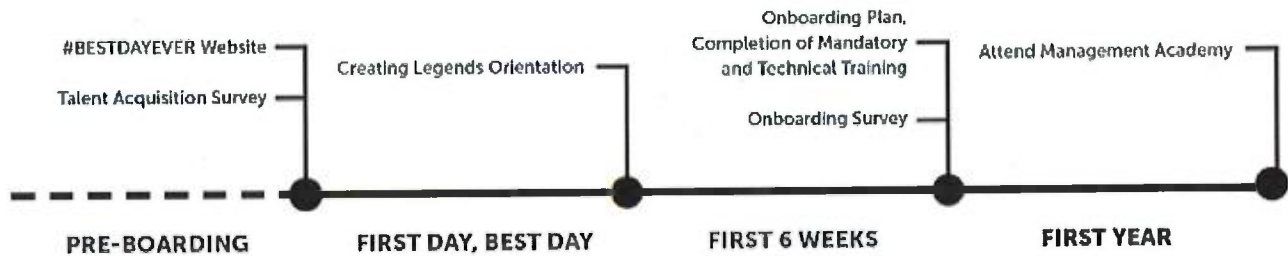 #BESTDAYEVER Website
Talent Acquisition Survey
Creating Legends Orientation
Onboarding Plan,
Completion of Mandatory
and Technical Training
Onboarding Survey
Attend Management Academy
PRE-BOARDING
FIRST DAY, BEST DAY
FIRST 6 WEEKS
FIRST YEAR